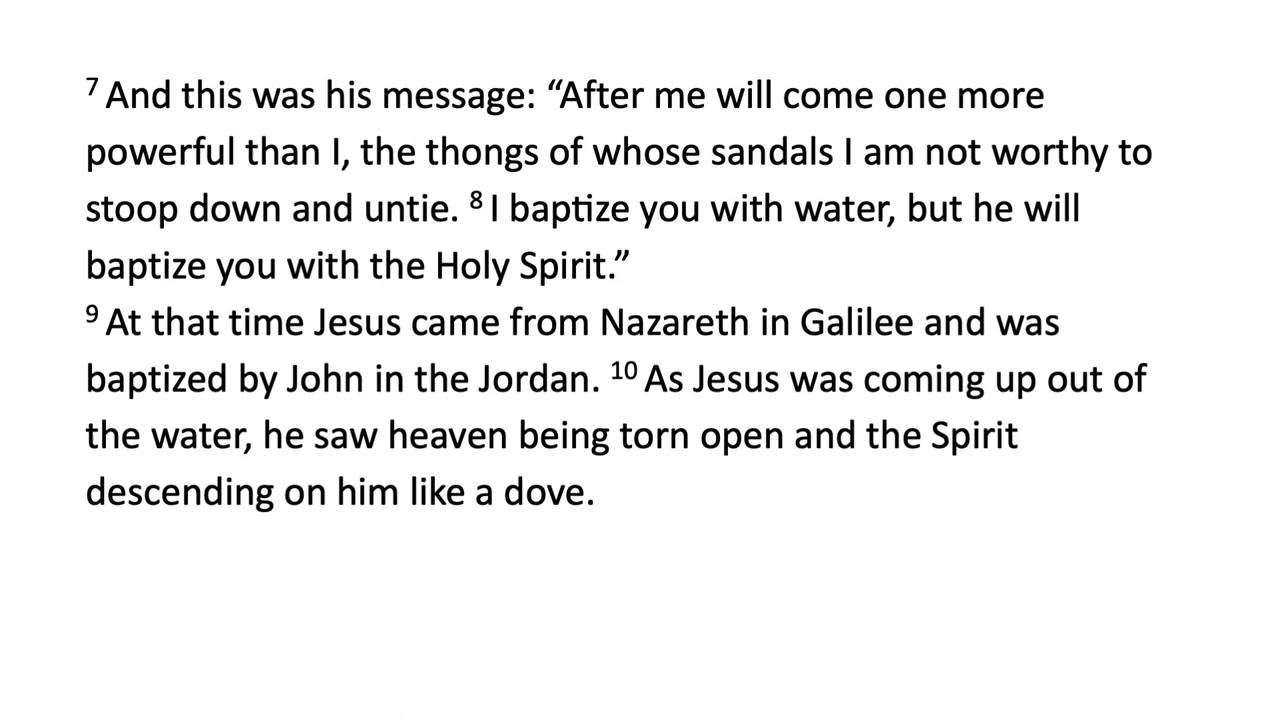 7 And this was his message: “After me will come one more
powerful than I, the thongs of whose sandals I am not worthy to
stoop down and untie. 8 I baptize you with water, but he will
baptize you with the Holy Spirit.”
9 At that time Jesus came from Nazareth in Galilee and was
baptized by John in the Jordan. 10 As Jesus was coming up out of
the water, he saw heaven being torn open and the Spirit
descending on him like a dove.